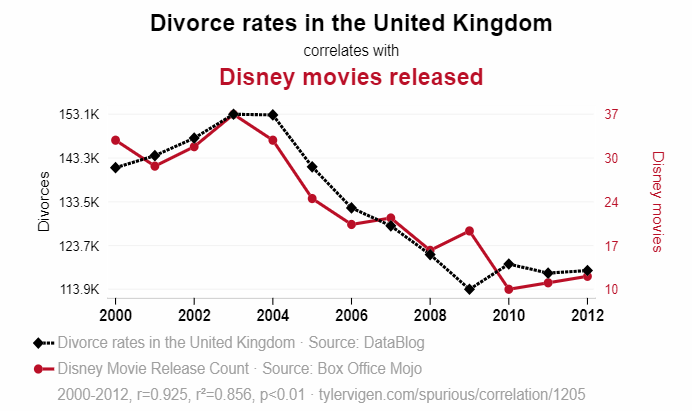 Divorce rates in the United Kingdom
correlates with
Disney movies released
153.1K
143.3K
133.5K
123.7K
113.9K
Divorces
37
30
24
17
10
Disney movies
2000 2002 2004 2006 2008 2010 2012
Divorce rates in the United Kingdom · Source: DataBlog
Disney Movie Release Count · Source: Box Office Mojo
2000-2012, r=0.925, r²=0.856, p<0.01 · tylervigen.com/spurious/correlation/1205